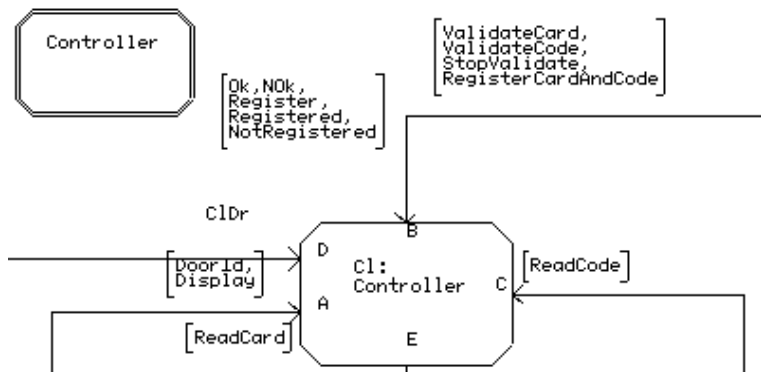 Controller
[ValidateCard,
ValidateCode,
StopValidate,
RegisterCardAndCode]
[Ok,NOk,
Register,
Registered,
NotRegistered]
ClDr
B
D
[DoorId,
Display]
Cl:
Controller
C
[ReadCode]
A
[ReadCard]
E